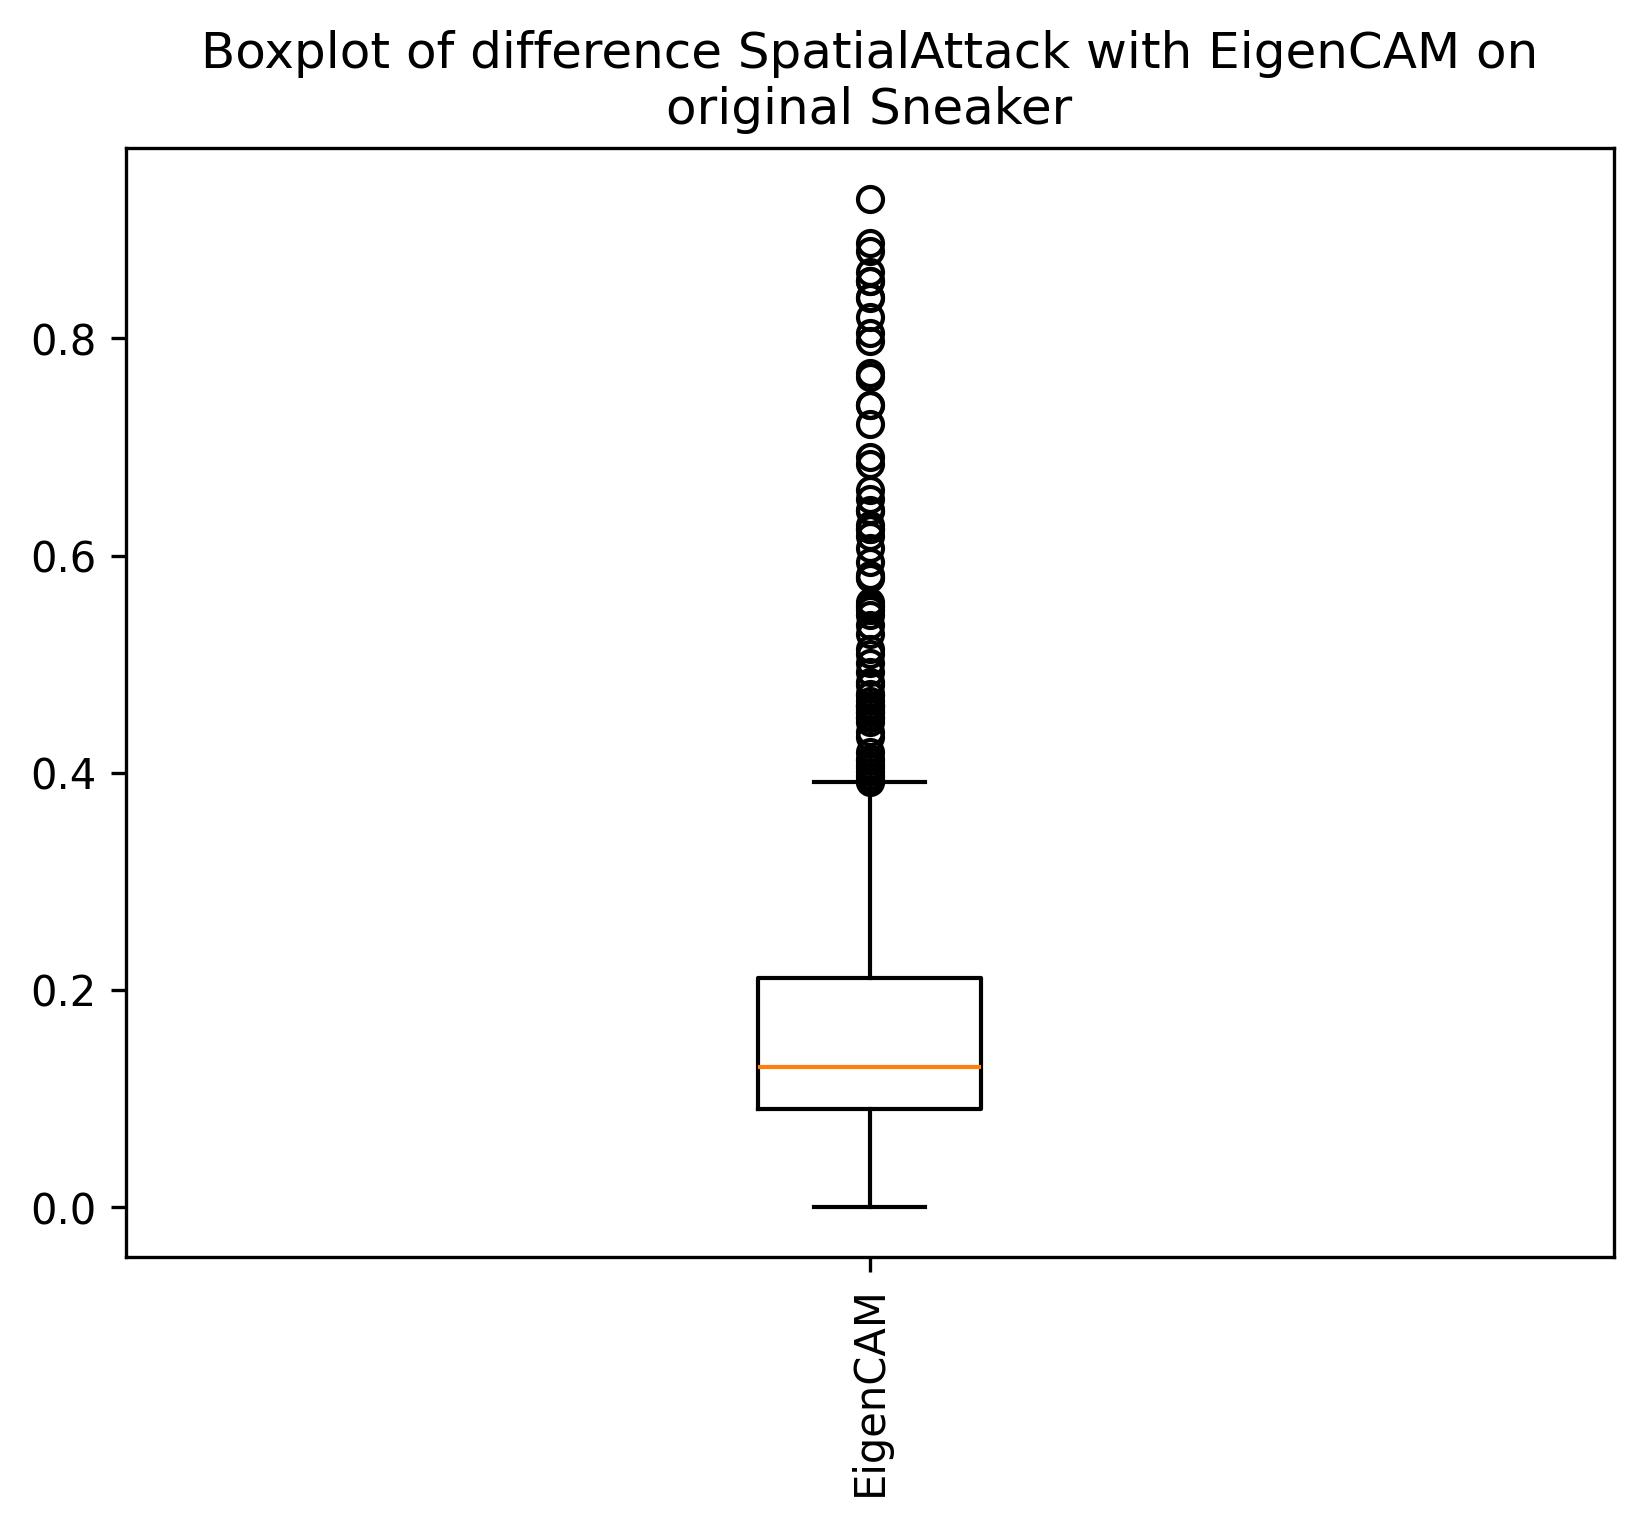 Boxplot of difference SpatialAttack with EigenCAM on
original Sneaker
0.8
0.6
0.4
0.2
0.0
EigenCAM